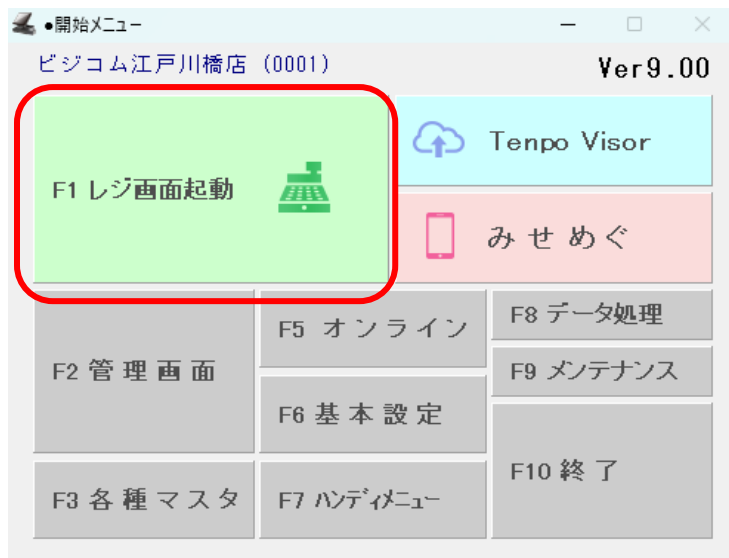 ●開始メニュー
ビジコム江戸川橋店 (0001)
Ver9.00
F1 レジ画面起動
Tenpo Visor
みせめぐ
F2 管理画面
F5 オンライン
F8 データ処理
F9 メンテナンス
F6 基本設定
F10 終了
F3 各種マスタ
F7 ハンディメニュー